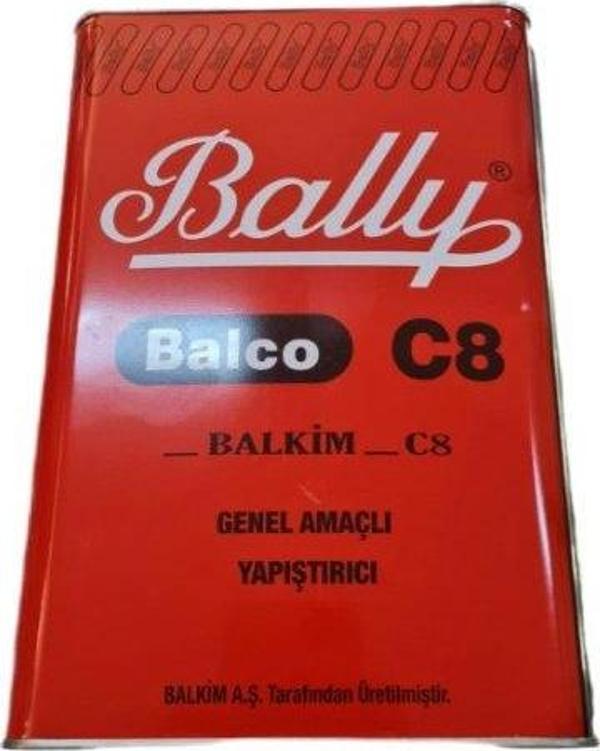 Bally®
Balco C8
_ BALKİM _ C8
GENEL AMAÇLI
YAPIŞTIRICI
BALKİM A.Ş. Tarafından Üretilmiştir.